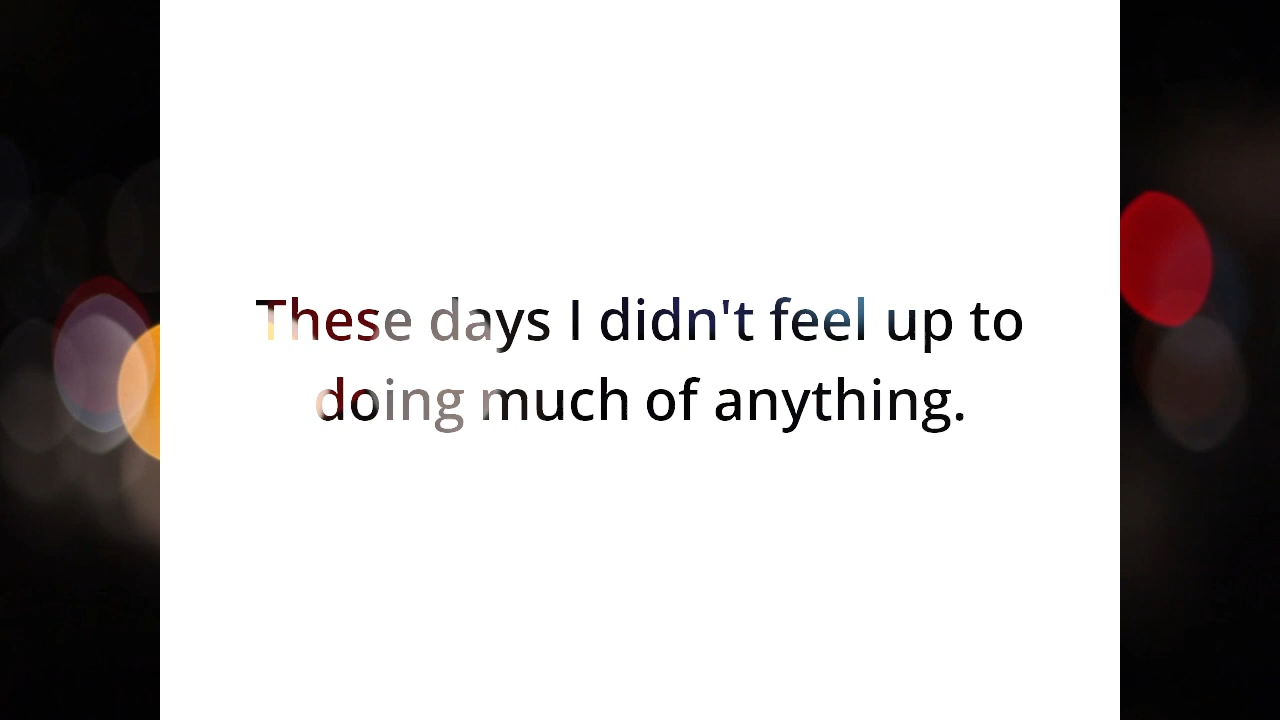 These days I didn't feel up to
doing much of anything.